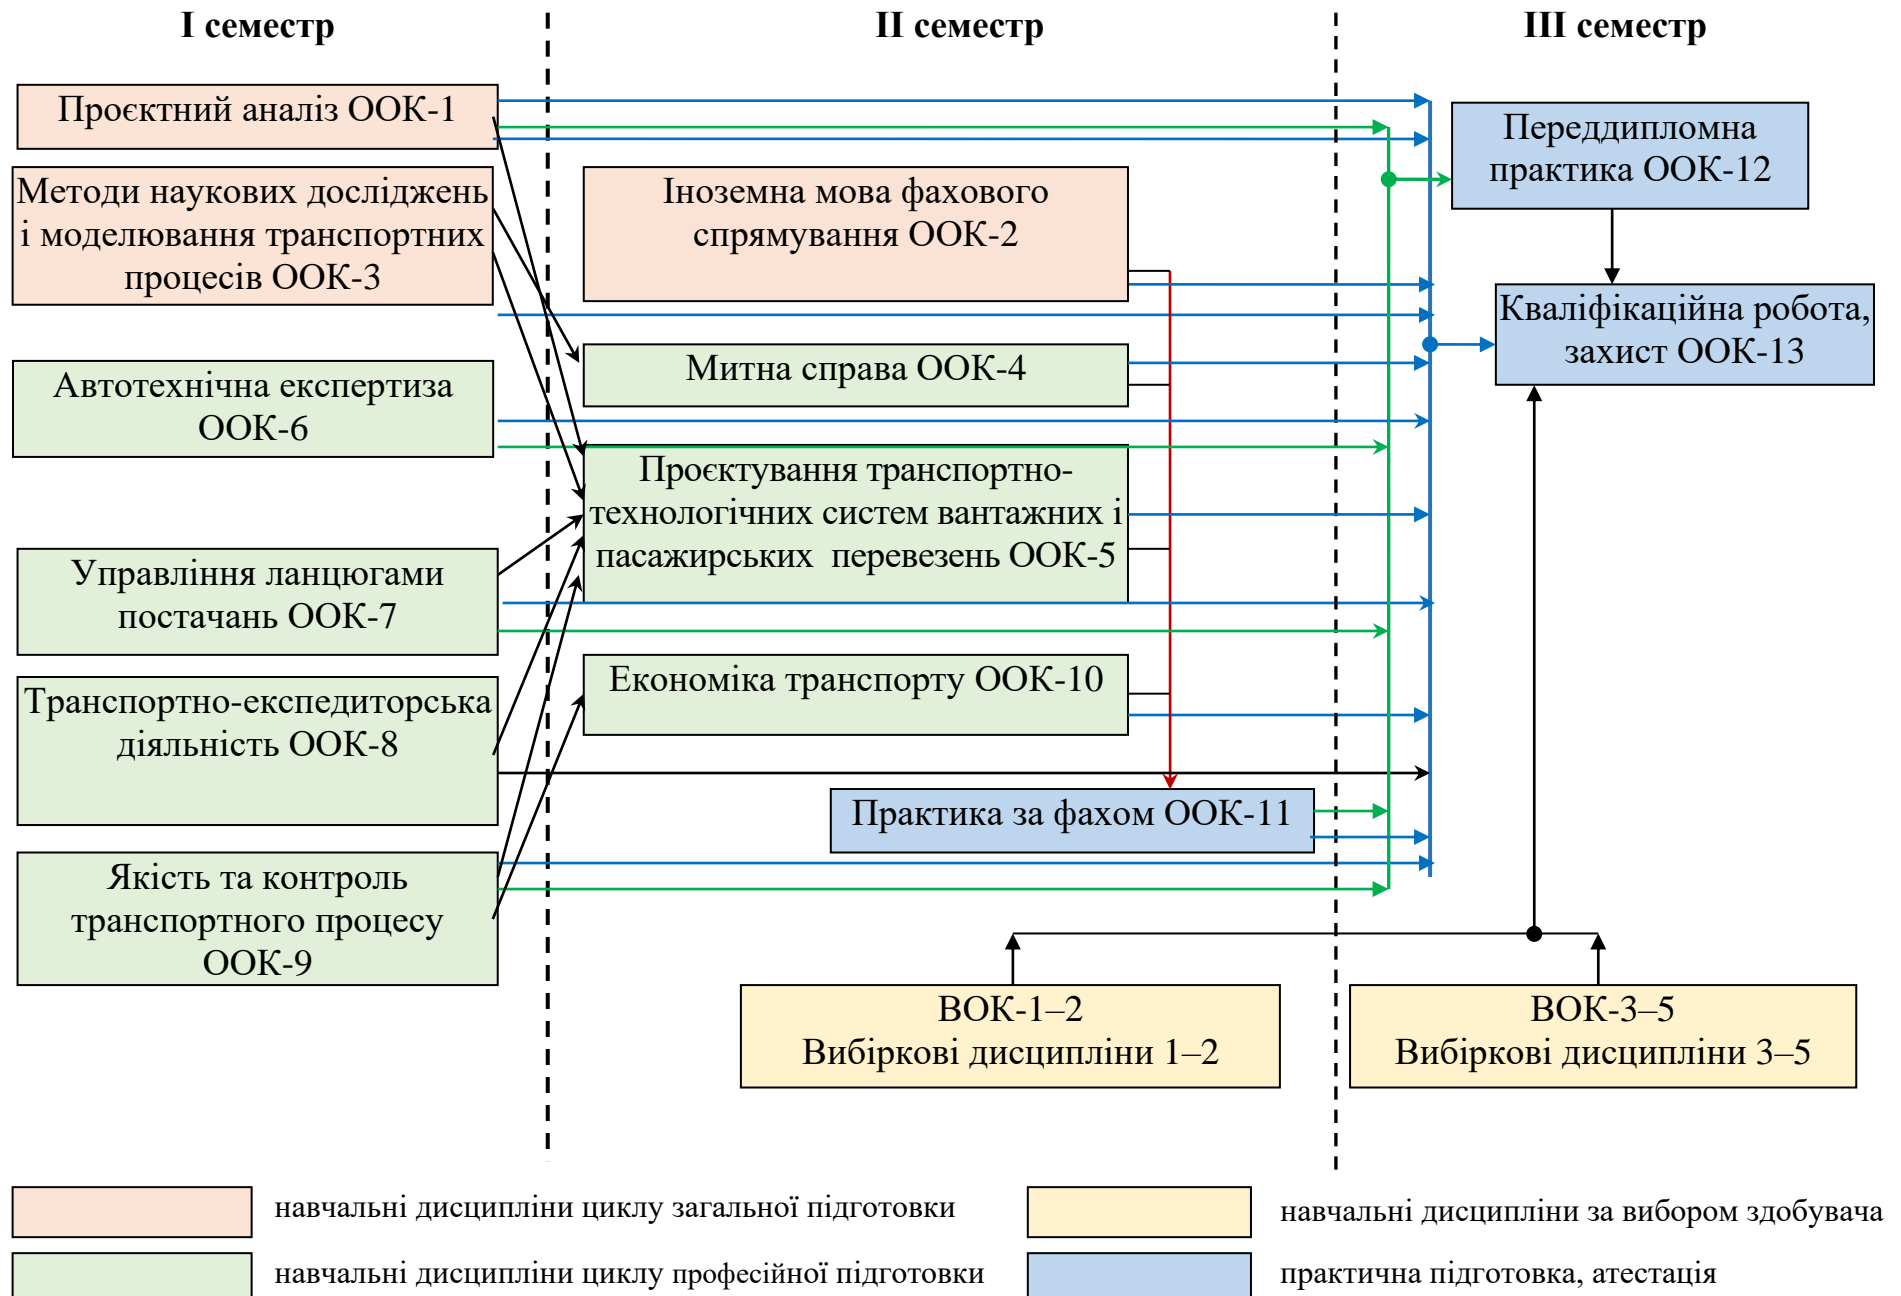 I семестр
II семестр
III семестр
Проєктний аналіз ООК-1
Методи наукових досліджень
і моделювання транспортних
процесів ООК-3
Автотехнічна експертиза
ООК-6
Управління ланцюгами
постачань ООК-7
Транспортно-експедиторська
діяльність ООК-8
Якість та контроль
транспортного процесу
ООК-9
Іноземна мова фахового
спрямування ООК-2
Митна справа ООК-4
Проєктування транспортно-
технологічних систем вантажних і
пасажирських перевезень ООК-5
Економіка транспорту ООК-10
Практика за фахом ООК-11
ВОК-1–2
Вибіркові дисципліни 1–2
Переддипломна
практика ООК-12
Кваліфікаційна робота,
захист ООК-13
ВОК-3–5
Вибіркові дисципліни 3–5
навчальні дисципліни циклу загальної підготовки
навчальні дисципліни циклу професійної підготовки
навчальні дисципліни за вибором здобувача
практична підготовка, атестація